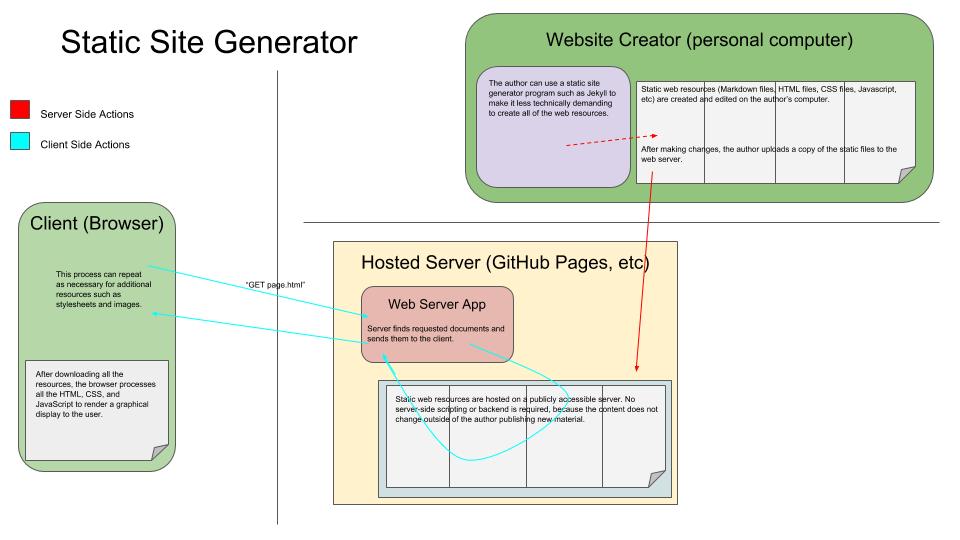 Static Site Generator
Server Side Actions
Client Side Actions
Website Creator (personal computer)
The author can use a static site
generator program such as Jekyll to
make it less technically demanding
to create all of the web resources.
Static web resources (Markdown files, HTML files, CSS files, Javascript,
etc) are created and edited on the author's computer.
After making changes, the author uploads a copy of the static files to the
web server.
Client (Browser)
This process can repeat
as necessary for additional
resources such as
stylesheets and images.
After downloading all the
resources, the browser processes
all the HTML, CSS, and
JavaScript to render a graphical
display to the user.
"GET page.html"
Hosted Server (GitHub Pages, etc)
Web Server App
Server finds requested documents and
sends them to the client.
Static web resources are hosted on a publicly accessible server. No
server-side scripting or backend is required, because the content does not
change outside of the author publishing new material.